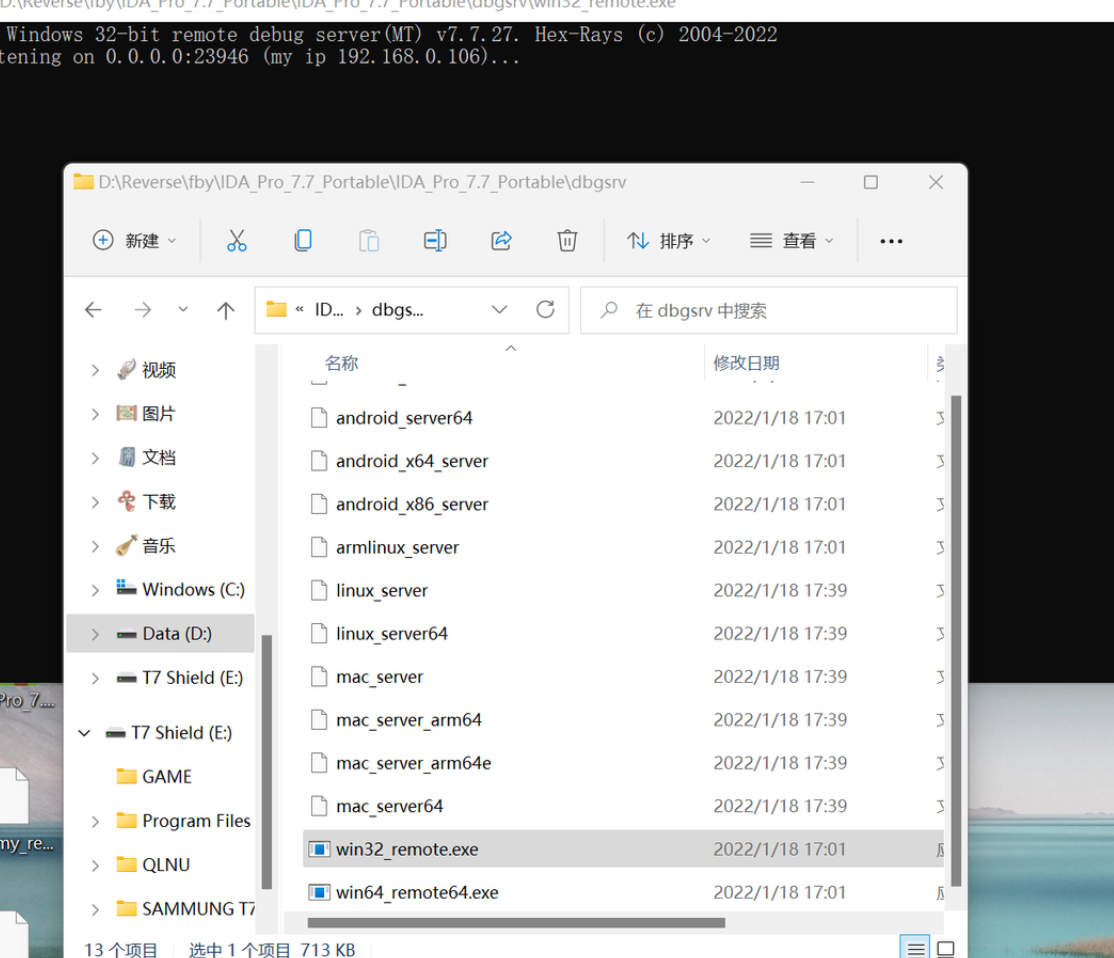 D:\Reverse\fby\IDA_Pro_7.7_Portable\IDA_Pro_7.7_Portable\dbgsrv\win32_remote.exe
Windows 32-bit remote debug server(MT) v7.7.27. Hex-Rays (c) 2004-2022
tening on 0.0.0.0:23946 (my ip 192.168.0.106)...
D:\Reverse\fby\IDA_Pro_7.7_Portable\IDA_Pro_7.7_Portable\dbgsrv
新建 排序 查看
« ID... › dbgs... 在 dbgsrv 中搜索
名称 修改日期
视频
图片
文档
下载
音乐
Windows (C:)
Data (D:)
T7 Shield (E:)
T7 Shield (E:)
GAME
Program Files
QLNU
SAMMUNG T7
android_server64 2022/1/18 17:01
android_x64_server 2022/1/18 17:01
android_x86_server 2022/1/18 17:01
armlinux_server 2022/1/18 17:01
linux_server 2022/1/18 17:39
linux_server64 2022/1/18 17:39
mac_server 2022/1/18 17:39
mac_server_arm64 2022/1/18 17:39
mac_server_arm64e 2022/1/18 17:39
mac_server64 2022/1/18 17:39
win32_remote.exe 2022/1/18 17:01
win64_remote64.exe 2022/1/18 17:01
13 个项目 选中 1 个项目 713 KB
Pro_7....
my_re...